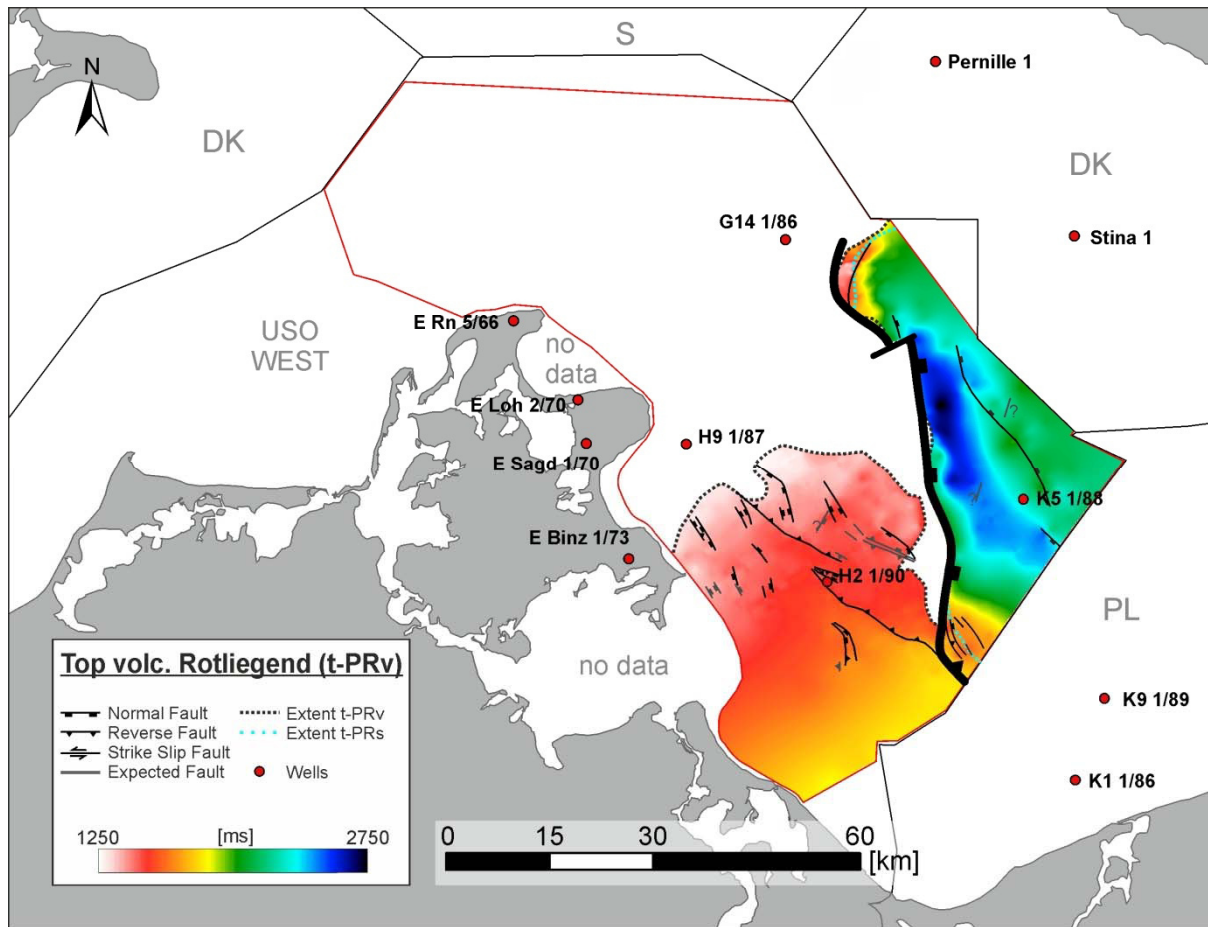 S
Pernille 1
N
DK
DK
G14 1/86
Stina 1
E Rn 5/66
USO
WEST
no
data
E Loh 2/70
H9 1/87
E Sagd 1/70
K5 1/88
E Binz 1/73
H2 1/90
PL
no data
K9 1/89
K1 1/86
Top volc. Rotliegend (t-PRv)
Normal Fault
Reverse Fault
Strike Slip Fault
Expected Fault
Extent t-PRv
Extent t-PRs
Wells
1250 [ms] 2750
0 15 30 60
[km]
?
?
?